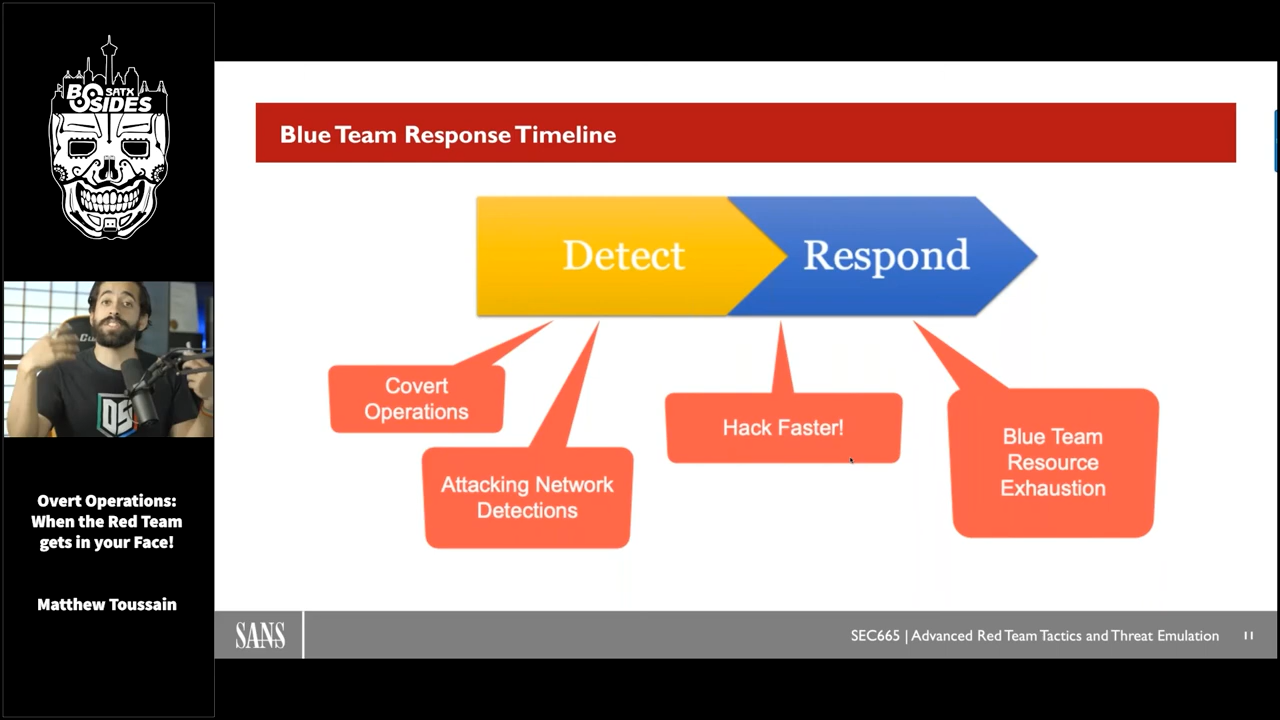 BSIDES
SATX
Overt Operations:
When the Red Team
gets in your Face!
Matthew Toussain
Blue Team Response Timeline
Detect
Respond
Covert
Operations
Attacking Network
Detections
Hack Faster!
Blue Team
Resource
Exhaustion
SANS
SEC665 | Advanced Red Team Tactics and Threat Emulation
11